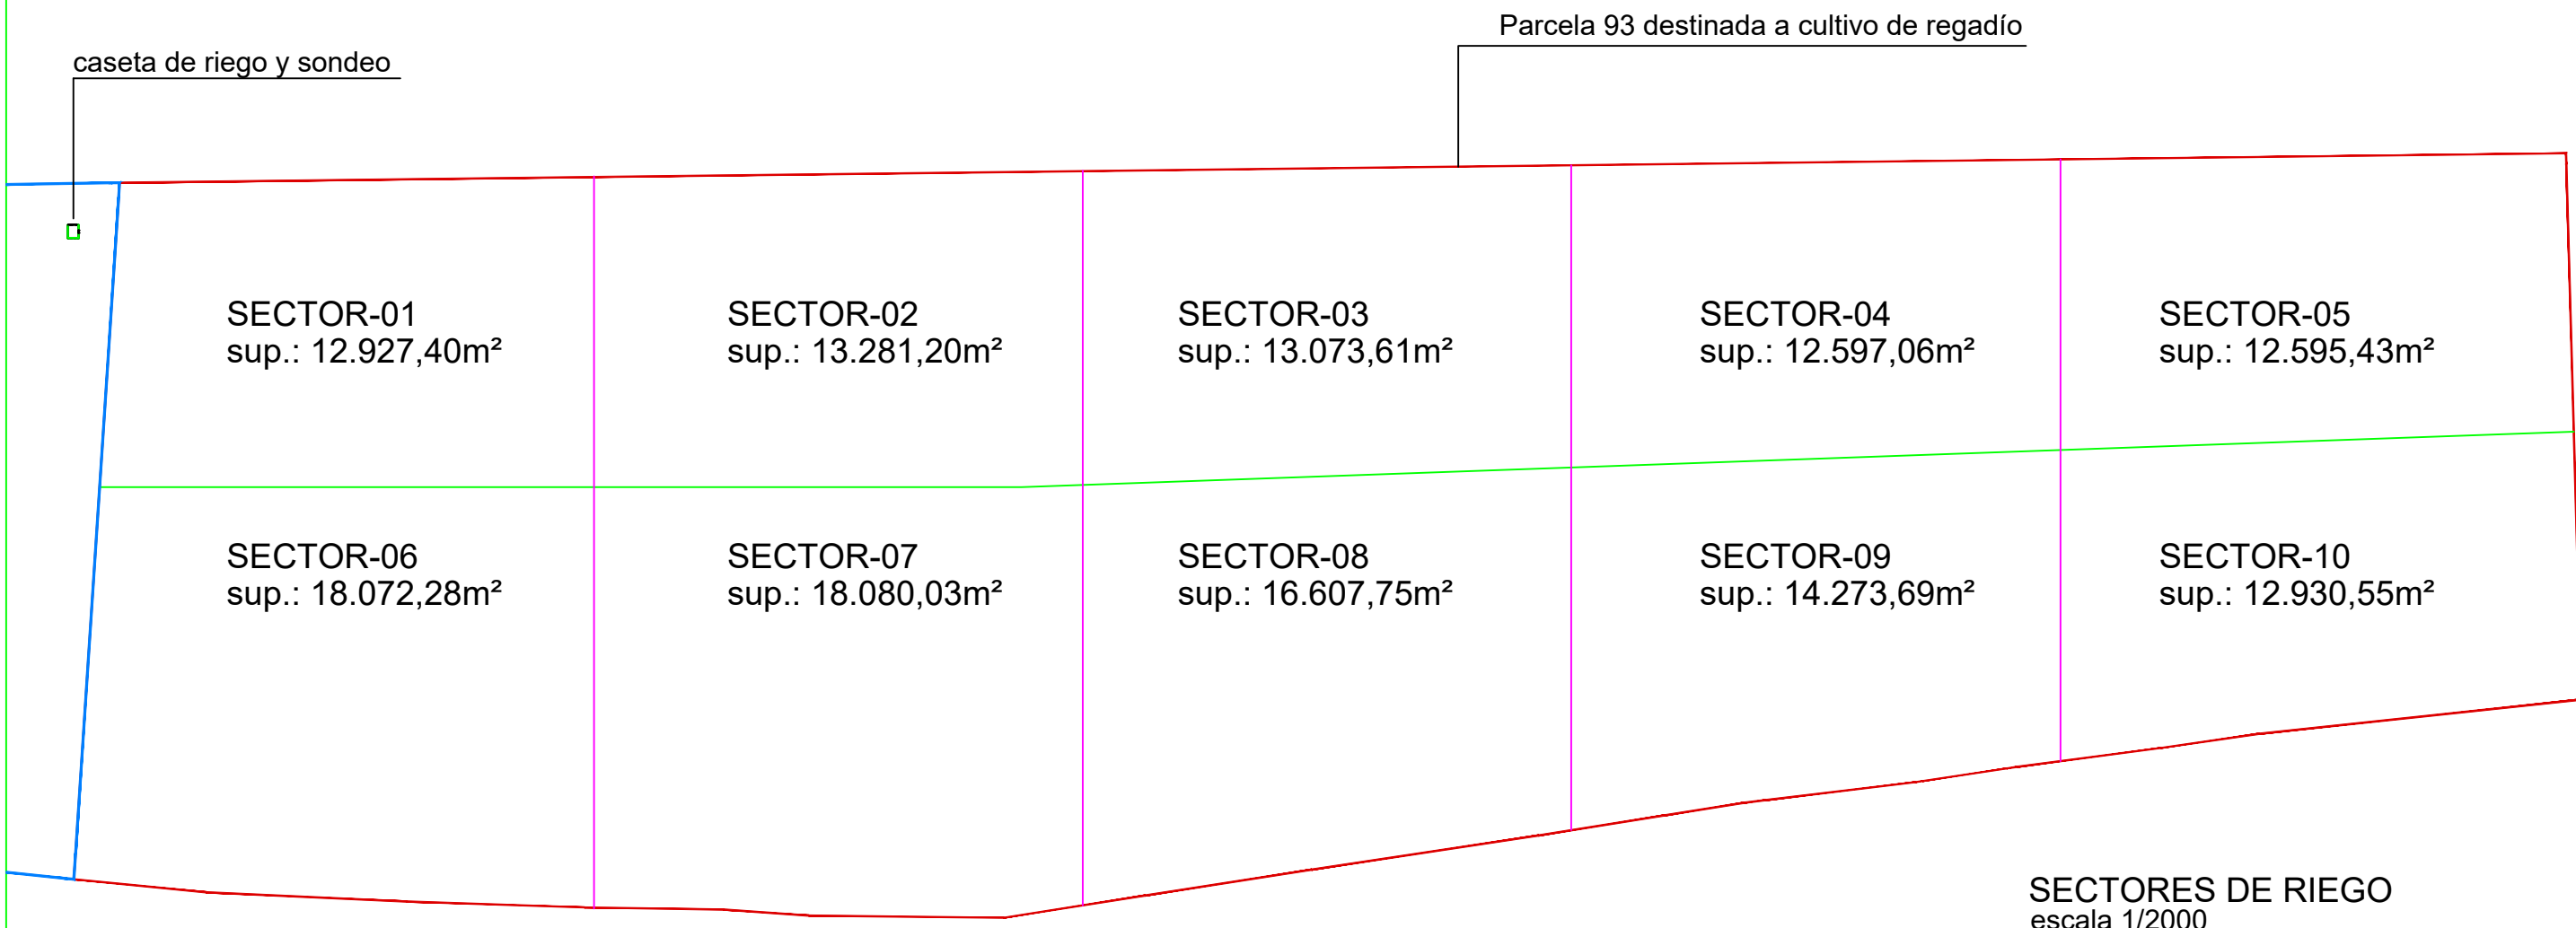 Parcela 93 destinada a cultivo de regadío
caseta de riego y sondeo
SECTOR-01
sup.: 12.927,40m²
SECTOR-02
sup.: 13.281,20m²
SECTOR-03
sup.: 13.073,61m²
SECTOR-04
sup.: 12.597,06m²
SECTOR-05
sup.: 12.595,43m²
SECTOR-06
sup.: 18.072,28m²
SECTOR-07
sup.: 18.080,03m²
SECTOR-08
sup.: 16.607,75m²
SECTOR-09
sup.: 14.273,69m²
SECTOR-10
sup.: 12.930,55m²
SECTORES DE RIEGO
escala 1/2000